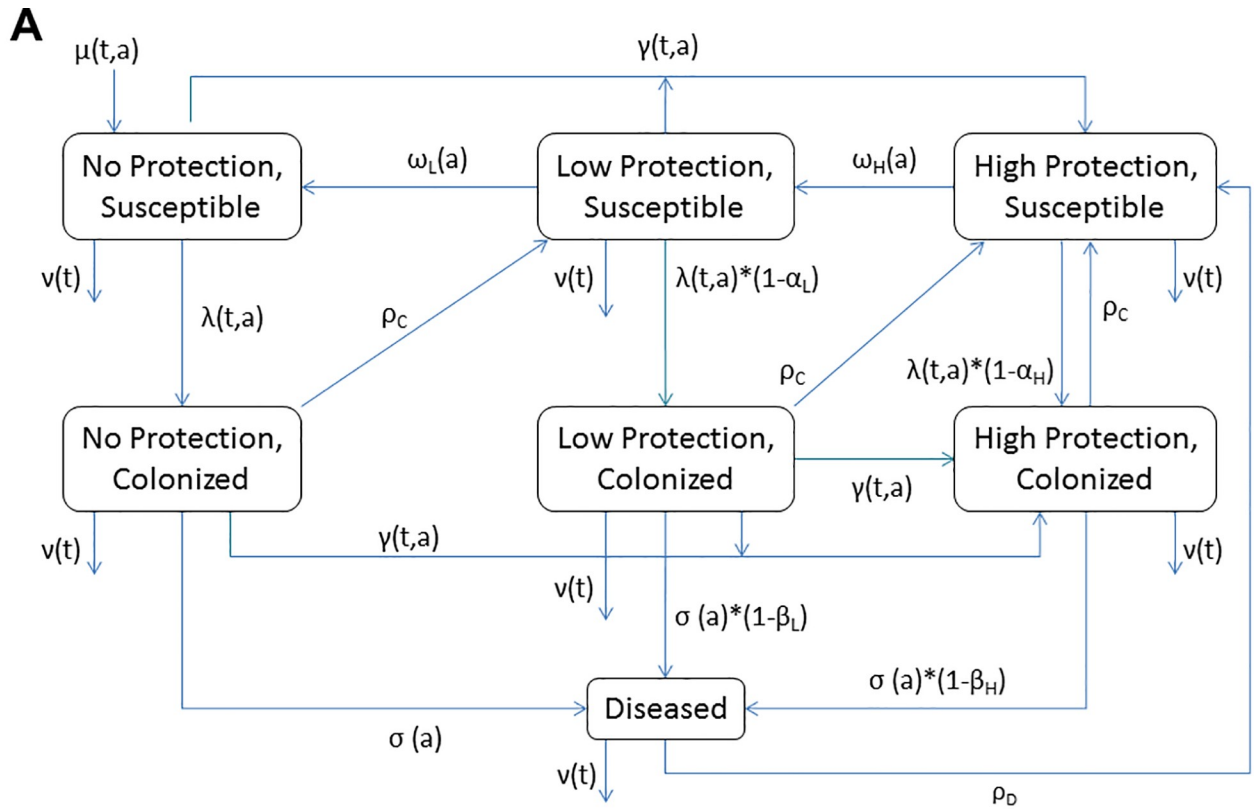 A
μ(t,a)
γ(t,a)
No Protection,
Susceptible
ωL(a)
Low Protection,
Susceptible
ωH(a)
High Protection,
Susceptible
ν(t)
λ(t,a)
ρC
ν(t)
λ(t,a)*(1-αL)
ρC
λ(t,a)*(1-αH)
ρC
ν(t)
No Protection,
Colonized
Low Protection,
Colonized
γ(t,a)
High Protection,
Colonized
ν(t)
γ(t,a)
ν(t)
σ (a)*(1-βL)
ν(t)
σ (a)
Diseased
σ (a)*(1-βH)
ν(t)
ρD